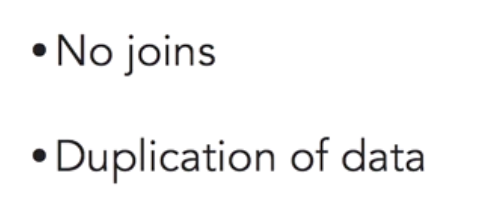 •No joins
•Duplication of data